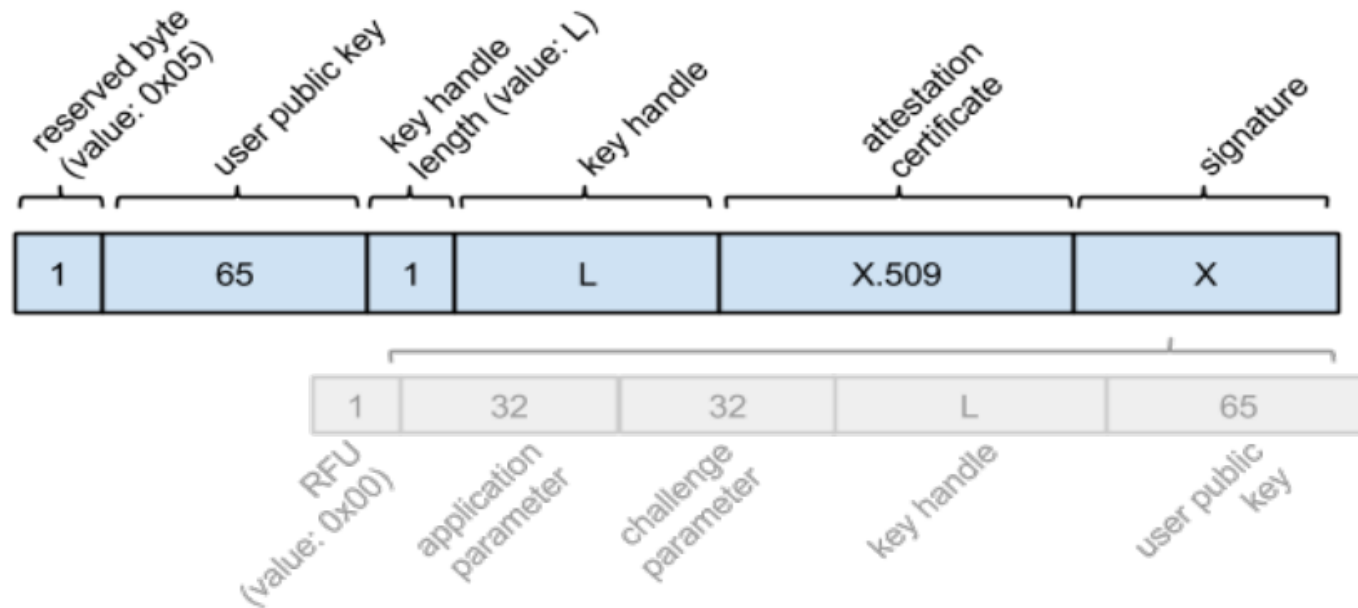 reserved byte
(value: 0x05)
user public key
key handle
length (value: L)
key handle
attestation
certificate
signature
1
65
1
L
X.509
X
1
32
32
L
65
RFU
(value: 0x00)
application
parameter
challenge
parameter
key handle
user public
key